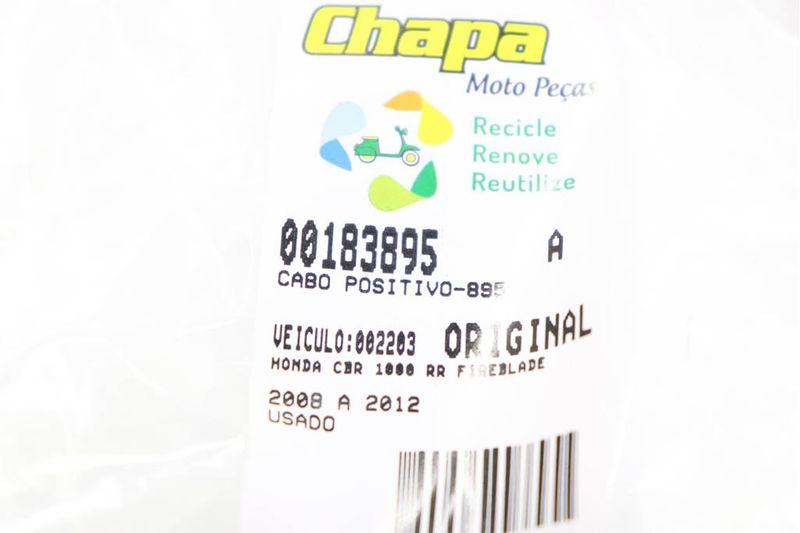 Chapa
Moto Peças
Recicle
Renove
Reutilize
00183895 A
CABO POSITIVO-895
VEICULO:002203 ORIGINAL
HONDA CBR 1000 RR FIREBLADE
2008 A 2012
USADO